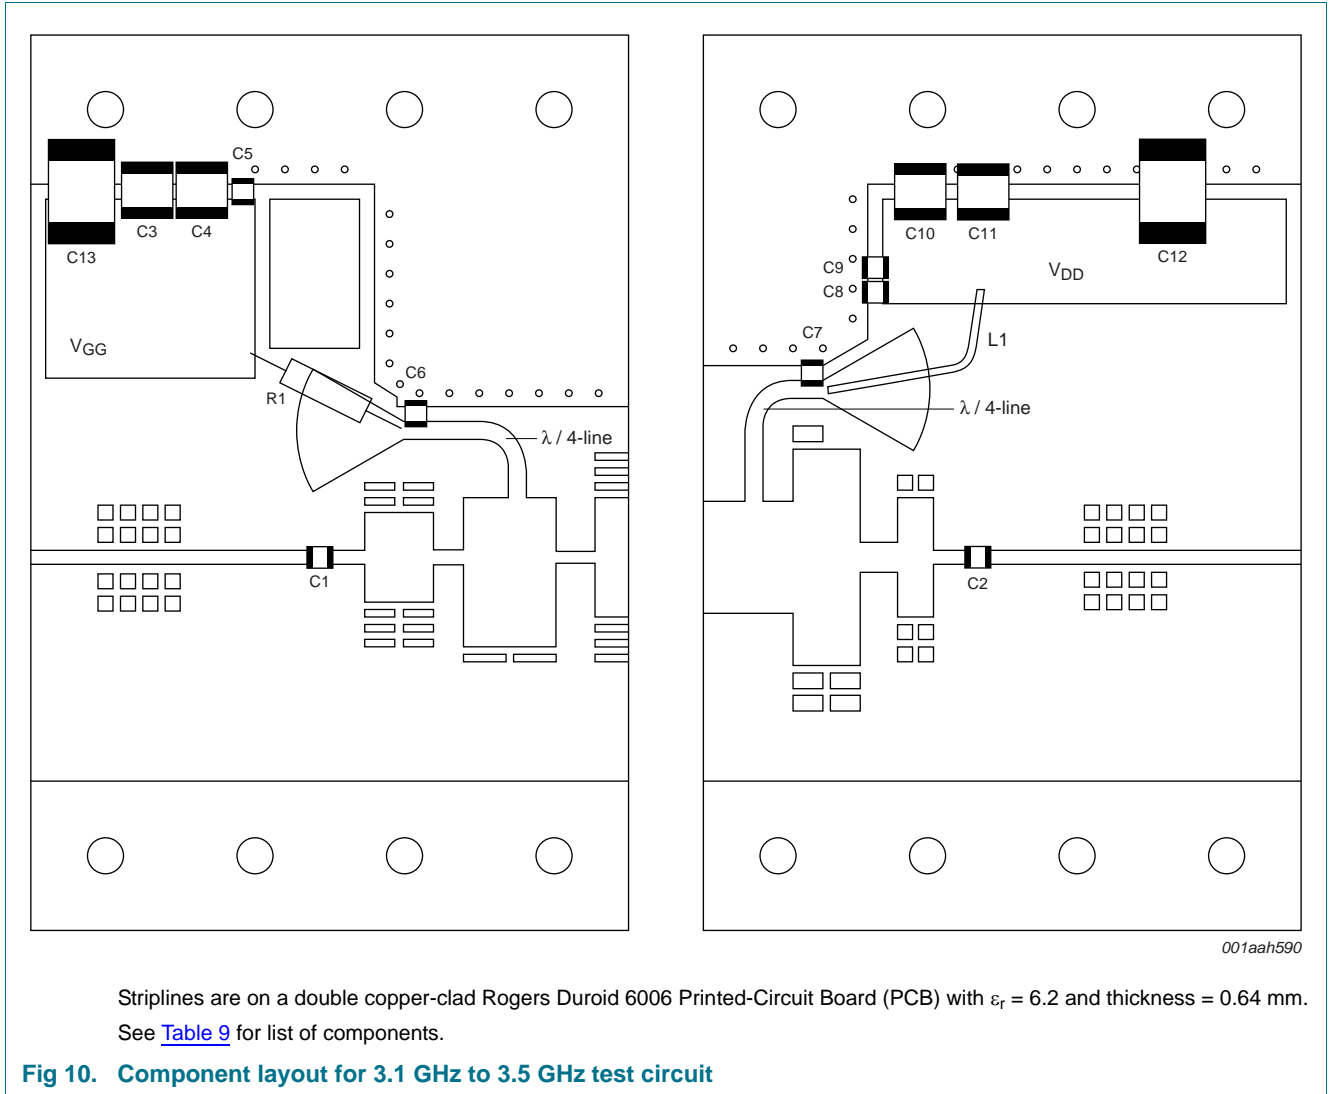 C5
C3
C4
C13
V_GG
C6
R1
λ / 4-line
C1
C10
C11
C12
C9
C8
V_DD
C7
L1
λ / 4-line
C2
001aah590
Striplines are on a double copper-clad Rogers Duroid 6006 Printed-Circuit Board (PCB) with ε_r = 6.2 and thickness = 0.64 mm.
See Table 9 for list of components.
Fig 10. Component layout for 3.1 GHz to 3.5 GHz test circuit